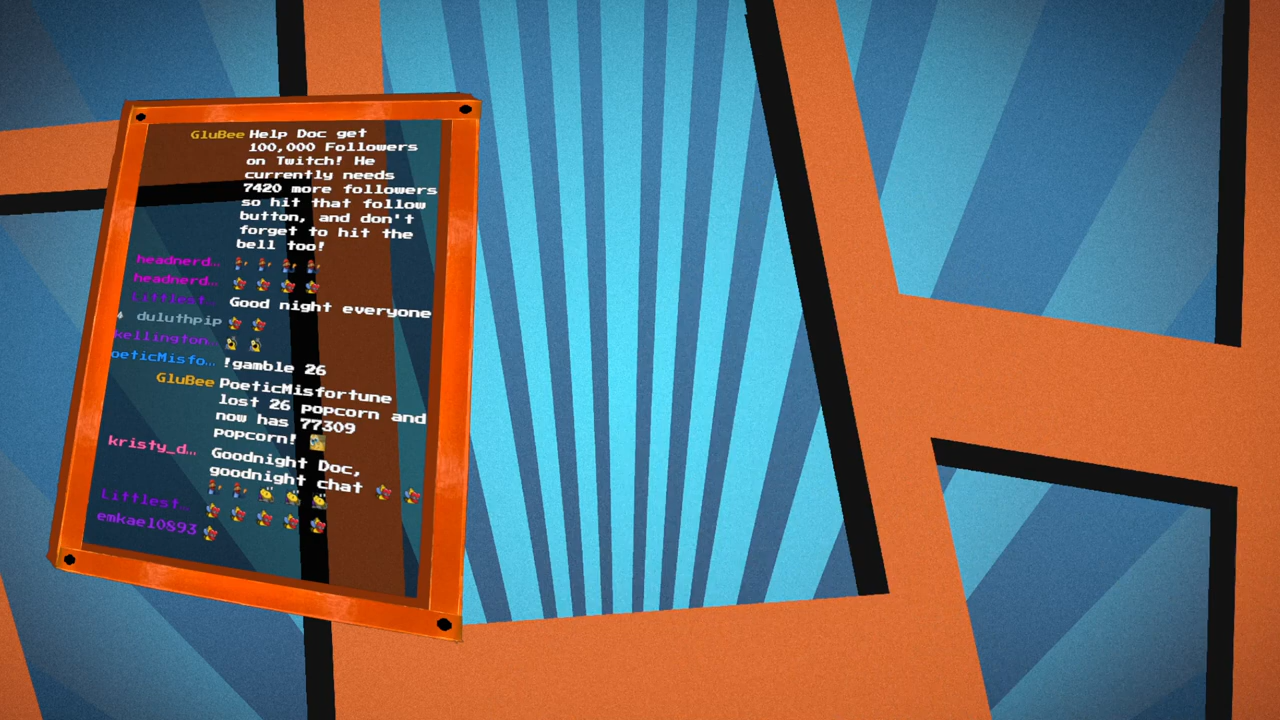 GluBee Help Doc get
100,000 Followers
on Twitch! He
currently needs
7420 more followers
so hit that follow
button, and don't
forget to hit the
bell too!
headnerd…
headnerd…
Littlest… Good night everyone
duluthpip
kellington…
PoeticMisfo… !gamble 26
GluBee PoeticMisfortune
lost 26 popcorn and
now has 77309
popcorn!
kristy_d… Goodnight Doc,
goodnight chat
Littlest…
emkael0893